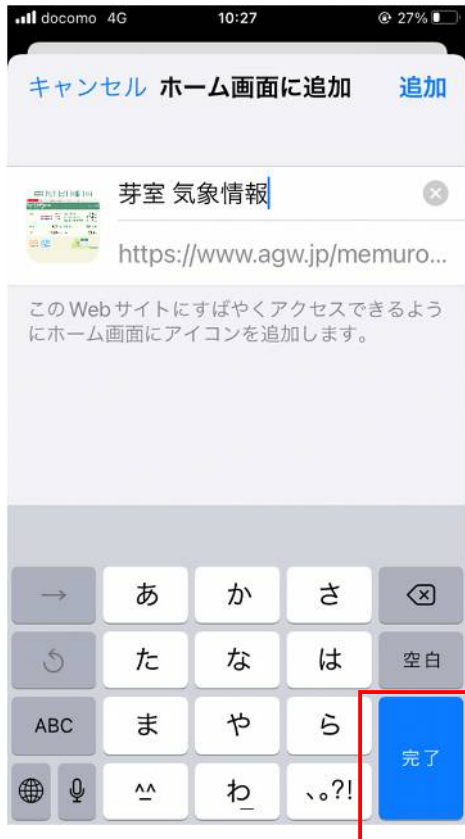 docomo 4G 10:27 27%
キャンセル ホーム画面に追加 追加
芽室 気象情報
https://www.agw.jp/memuro...
このWebサイトにすばやくアクセスできるよう
にホーム画面にアイコンを追加します。
→ あ か さ
た な は 空白
ABC ま や ら 完了
^^ わ_ 、。?!